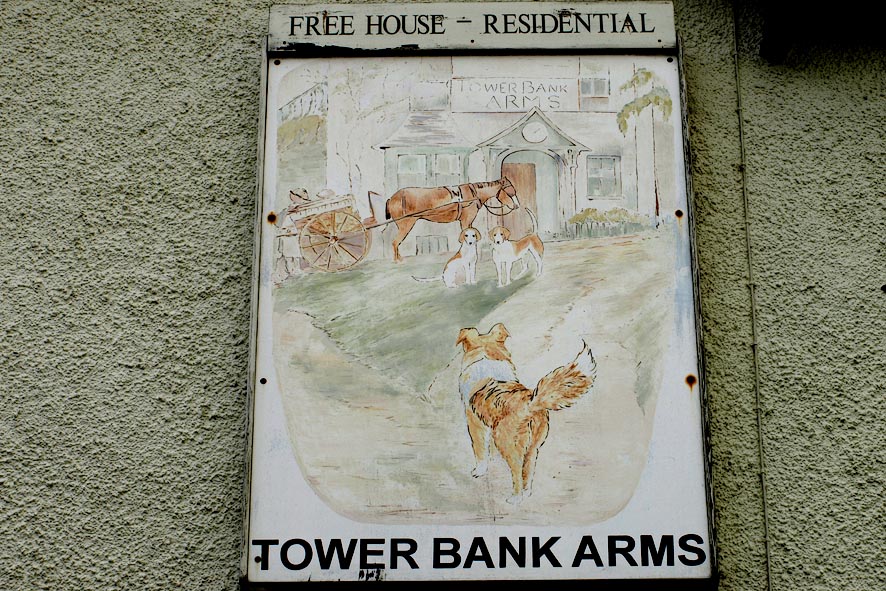 FREE HOUSE - RESIDENTIAL
TOWER BANK
ARMS
TOWER BANK ARMS